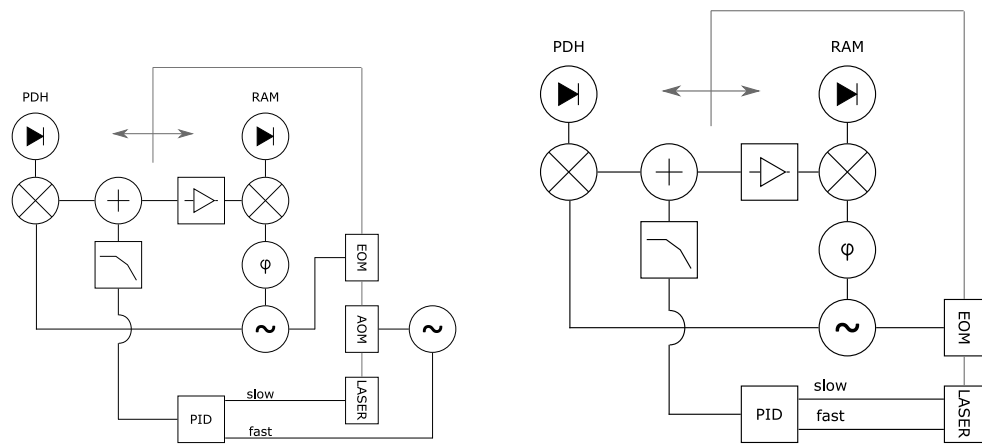 PDH
RAM
φ
~
EOM
AOM
~
LASER
slow
PID
fast
PDH
RAM
φ
~
EOM
slow
PID
fast
LASER